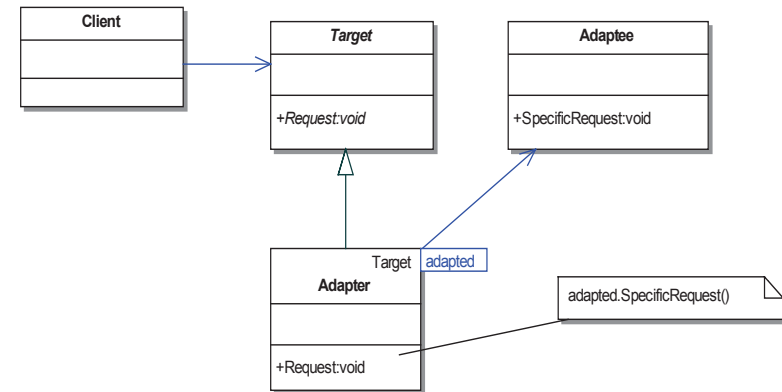 Client
Target
Adaptee
+Request:void
+SpecificRequest:void
Target
adapted
Adapter
adapted.SpecificRequest()
+Request:void